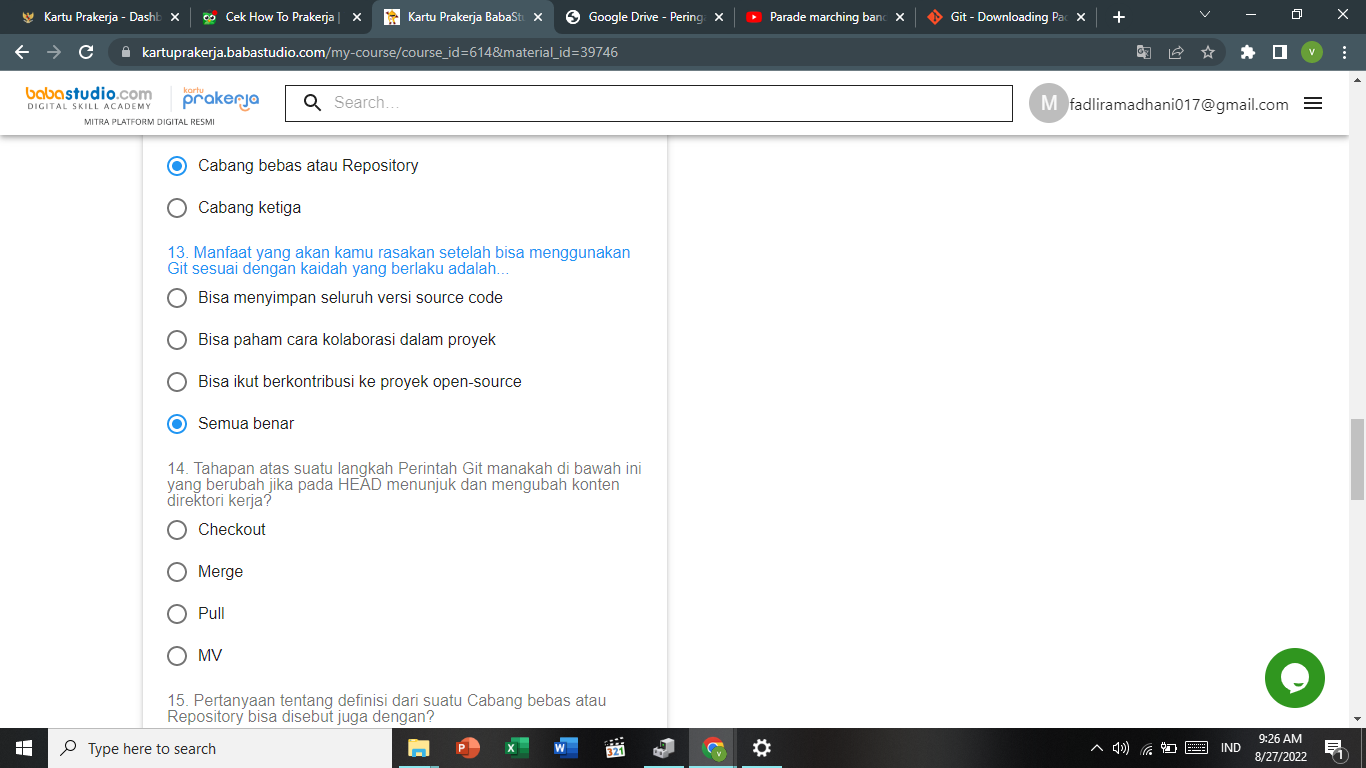 Kartu Prakerja - Dashb
Cek How To Prakerja |
Kartu Prakerja BabaStu
Google Drive - Peringa
Parade marching band
Git - Downloading Pac
kartuprakerja.babastudio.com/my-course/course_id=614&material_id=39746
V
babastudio.com
DIGITAL SKILL ACADEMY
kartu
prakerja
MITRA PLATFORM DIGITAL RESMI
Search...
M
fadliramadhani017@gmail.com
Cabang bebas atau Repository
Cabang ketiga
13. Manfaat yang akan kamu rasakan setelah bisa menggunakan
Git sesuai dengan kaidah yang berlaku adalah...
Bisa menyimpan seluruh versi source code
Bisa paham cara kolaborasi dalam proyek
Bisa ikut berkontribusi ke proyek open-source
Semua benar
14. Tahapan atas suatu langkah Perintah Git manakah di bawah ini
yang berubah jika pada HEAD menunjuk dan mengubah konten
direktori kerja?
Checkout
Merge
Pull
MV
15. Pertanyaan tentang definisi dari suatu Cabang bebas atau
Repository bisa disebut juga dengan?
Type here to search
321
IND
9:26 AM
8/27/2022
1